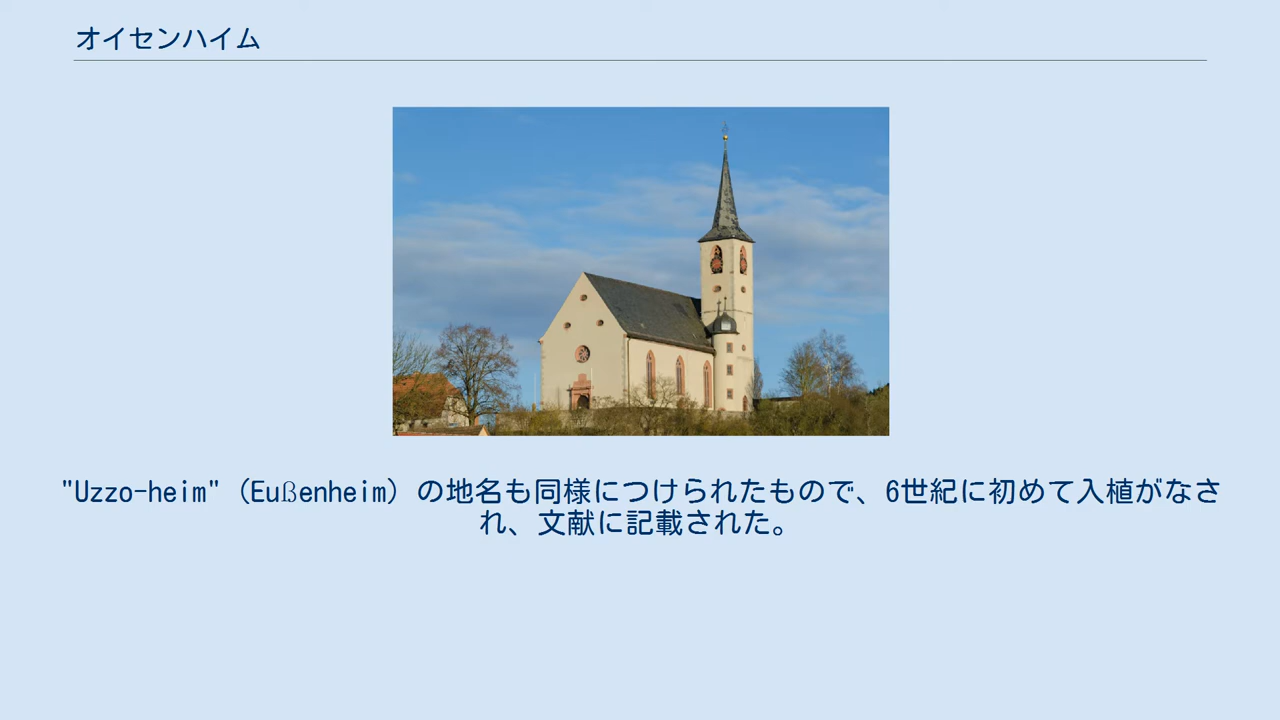 オイセンハイム
"Uzzo-heim"（Eußenheim）の地名も同様につけられたもので、6世紀に初めて入植がなさ
れ、文献に記載された。